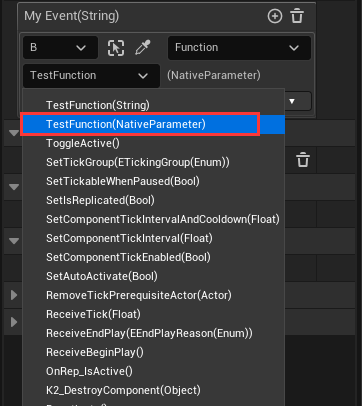 My Event(String)
B Function
TestFunction (NativeParameter)
TestFunction(String)
TestFunction(NativeParameter)
ToggleActive()
SetTickGroup(ETickingGroup(Enum))
SetTickableWhenPaused(Bool)
SetIsReplicated(Bool)
SetComponentTickIntervalAndCooldown(Float)
SetComponentTickInterval(Float)
SetComponentTickEnabled(Bool)
SetAutoActivate(Bool)
RemoveTickPrerequisiteActor(Actor)
ReceiveTick(Float)
ReceiveEndPlay(EEndPlayReason(Enum))
ReceiveBeginPlay()
OnRep_IsActive()
K2_DestroyComponent(Object)